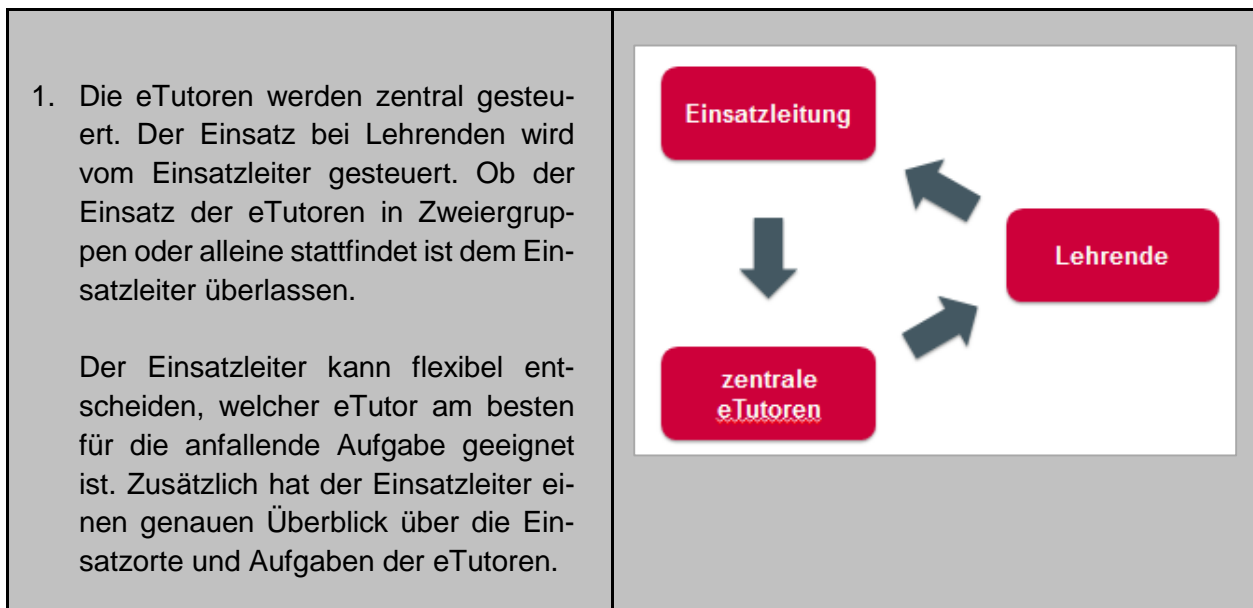 1. Die eTutoren werden zentral gesteu-
ert. Der Einsatz bei Lehrenden wird
vom Einsatzleiter gesteuert. Ob der
Einsatz der eTutoren in Zweiergrup-
pen oder alleine stattfindet ist dem Ein-
satzleiter überlassen.
Der Einsatzleiter kann flexibel ent-
scheiden, welcher eTutor am besten
für die anfallende Aufgabe geeignet
ist. Zusätzlich hat der Einsatzleiter ei-
nen genauen Überblick über die Ein-
satzorte und Aufgaben der eTutoren.
Einsatzleitung
Lehrende
zentrale
eTutoren